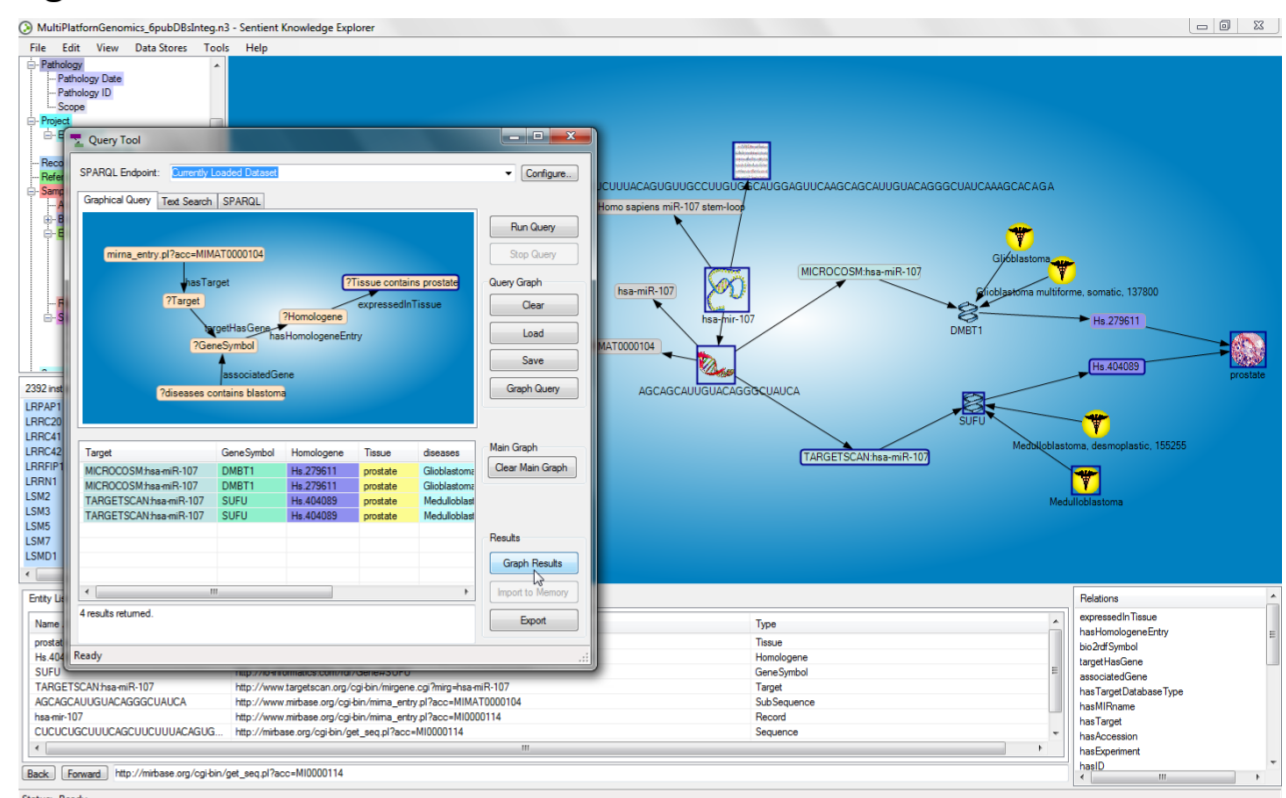 MultiPlatfornGenomics_6pubDBsInteg.n3 - Sentient Knowledge Explorer
File Edit View Data Stores Tools Help
Pathology
Pathology Date
Pathology ID
Scope
Project
Query Tool
SPARQL Endpoint: Currently Loaded Dataset Configure..
Graphical Query Text Search SPARQL
mirna_entry.pl?acc=MIMAT0000104
hasTarget
?Tissue contains prostate
?Target
expressedInTissue
?Homologene
targetHasGene
hasHomologeneEntry
?GeneSymbol
associatedGene
?diseases contains blastoma
Run Query
Stop Query
Query Graph
Clear
Load
Save
Graph Query
Main Graph
Clear Main Graph
Results
Graph Results
Import to Memory
Export
Target GeneSymbol Homologene Tissue diseases
MICROCOSM:hsa-miR-107 DMBT1 Hs.279611 prostate Glioblastoma
MICROCOSM:hsa-miR-107 DMBT1 Hs.279611 prostate Glioblastoma
TARGETSCAN:hsa-miR-107 SUFU Hs.404089 prostate Medulloblast
TARGETSCAN:hsa-miR-107 SUFU Hs.404089 prostate Medulloblast
4 results returned.
Ready
2392 inst
LRPAP1
LRRC20
LRRC41
LRRC42
LRRFIP1
LRRN1
LSM2
LSM3
LSM5
LSM7
LSMD1
CUUUACAGUGUUGCCUUGUGGCAUGGAGUUCAAGCAGCAUUGUACAGGGCUAUCAAAGCACAGA
Homo sapiens miR-107 stem-loop
Glioblastoma
MICROCOSM:hsa-miR-107
hsa-miR-107
Glioblastoma multiforme, somatic, 137800
hsa-mir-107
DMBT1
Hs.279611
MAT0000104
Hs.404089
prostate
AGCAGCAUUGUACAGGGCUAUCA
SUFU
Medulloblastoma, desmoplastic, 155255
TARGETSCAN:hsa-miR-107
Medulloblastoma
Name Type
Tissue
Homologene
SUFU GeneSymbol
TARGETSCAN:hsa-miR-107 http://www.targetscan.org/cgi-bin/mirgene.cgi?mirg=hsa-miR-107 Target
AGCAGCAUUGUACAGGGCUAUCA http://www.mirbase.org/cgi-bin/mirna_entry.pl?acc=MIMAT0000104 SubSequence
hsa-mir-107 http://www.mirbase.org/cgi-bin/mirna_entry.pl?acc=MI0000114 Record
CUCUCUGCUUUCAGCUUCUUUACAGUG... http://mirbase.org/cgi-bin/get_seq.pl?acc=MI0000114 Sequence
Relations
expressedInTissue
hasHomologeneEntry
bio2rdfSymbol
targetHasGene
associatedGene
hasTargetDatabaseType
hasMIRname
hasTarget
hasAccession
hasExperiment
hasID
Back Forward http://mirbase.org/cgi-bin/get_seq.pl?acc=MI0000114